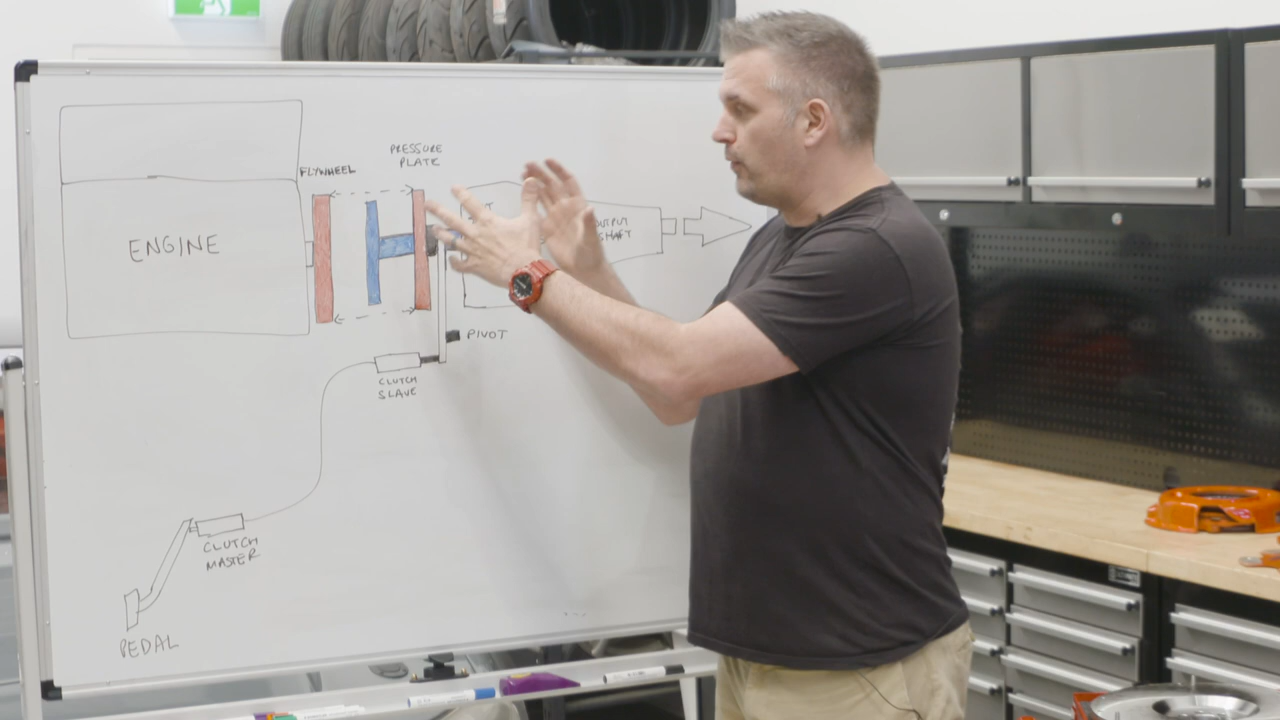 FLYWHEEL
PRESSURE
PLATE
ENGINE
SHAFT
PIVOT
CLUTCH
SLAVE
CLUTCH
MASTER
PEDAL